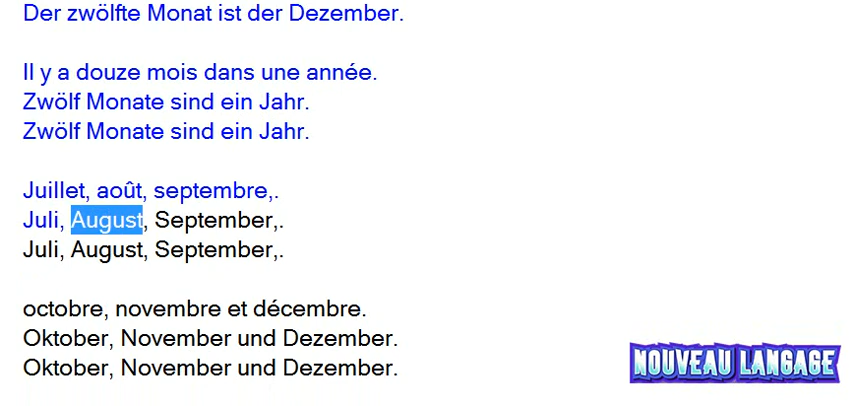 Der zwölfte Monat ist der Dezember.
Il y a douze mois dans une année.
Zwölf Monate sind ein Jahr.
Zwölf Monate sind ein Jahr.
Juillet, août, septembre,.
Juli, August, September,.
Juli, August, September,.
octobre, novembre et décembre.
Oktober, November und Dezember.
Oktober, November und Dezember.
NOUVEAU LANGAGE